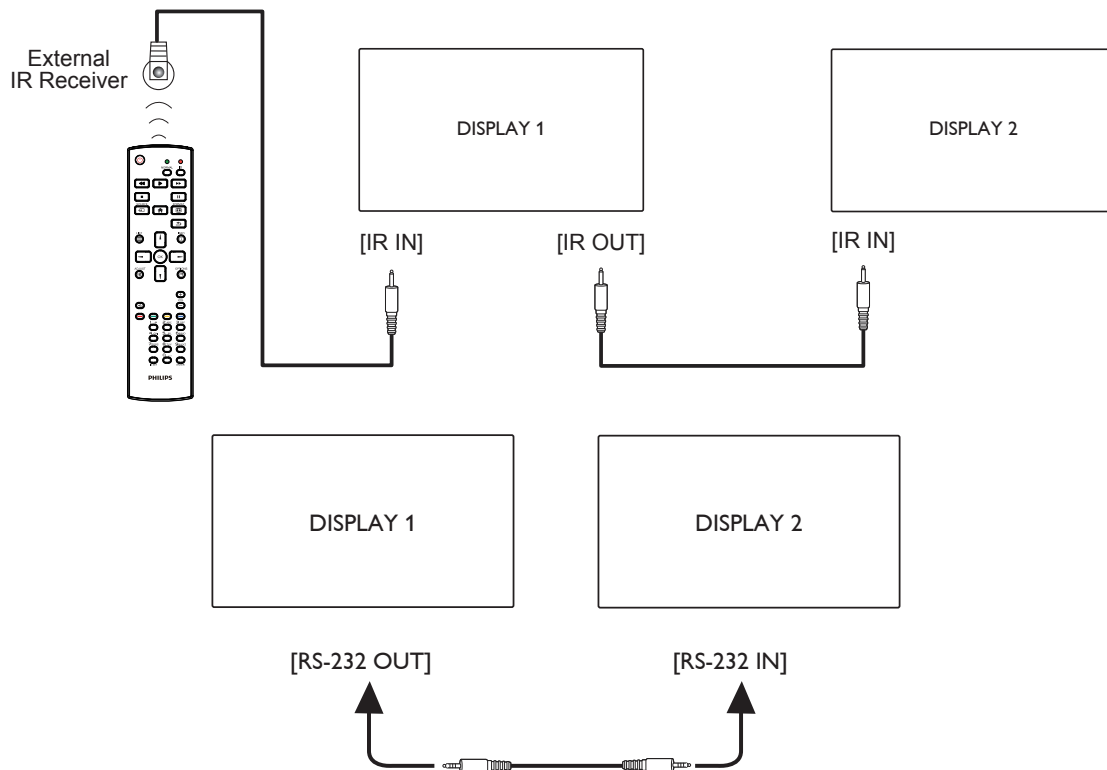 External
IR Receiver
DISPLAY 1
DISPLAY 2
[IR IN]
[IR OUT]
[IR IN]
PHILIPS
DISPLAY 1
DISPLAY 2
[RS-232 OUT]
[RS-232 IN]